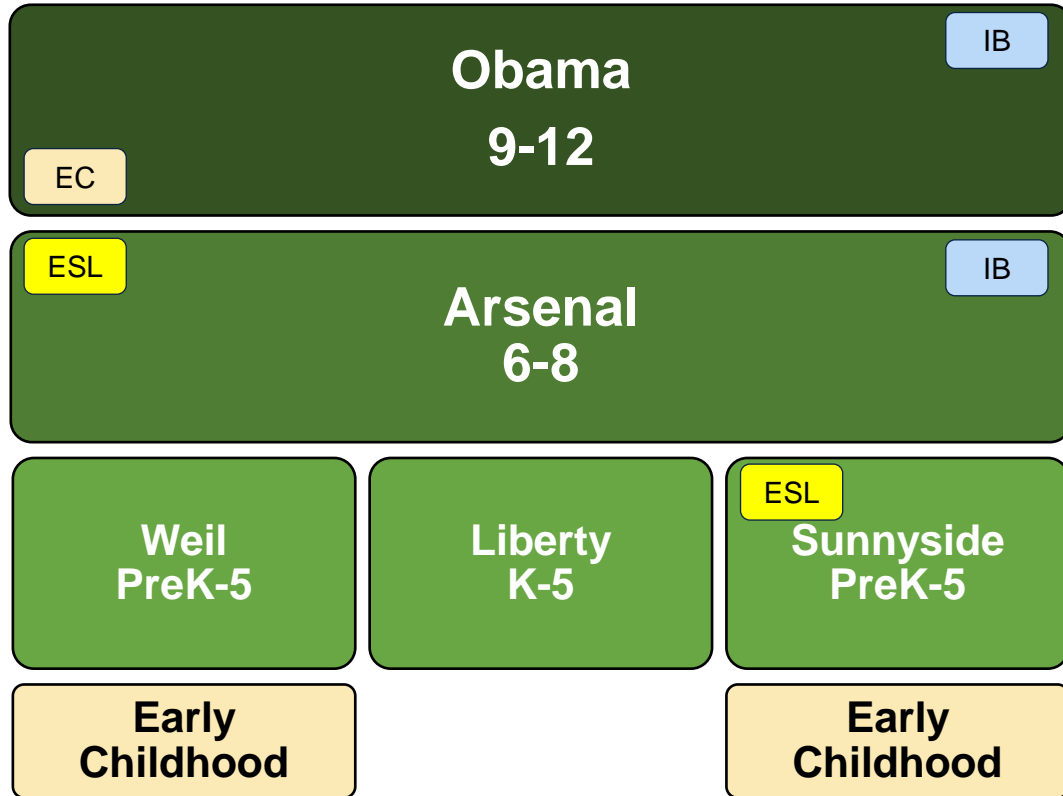 IB
Obama
9-12
EC
ESL
IB
Arsenal
6-8
Weil
PreK-5
Liberty
K-5
ESL
Sunnyside
PreK-5
Early
Childhood
Early
Childhood